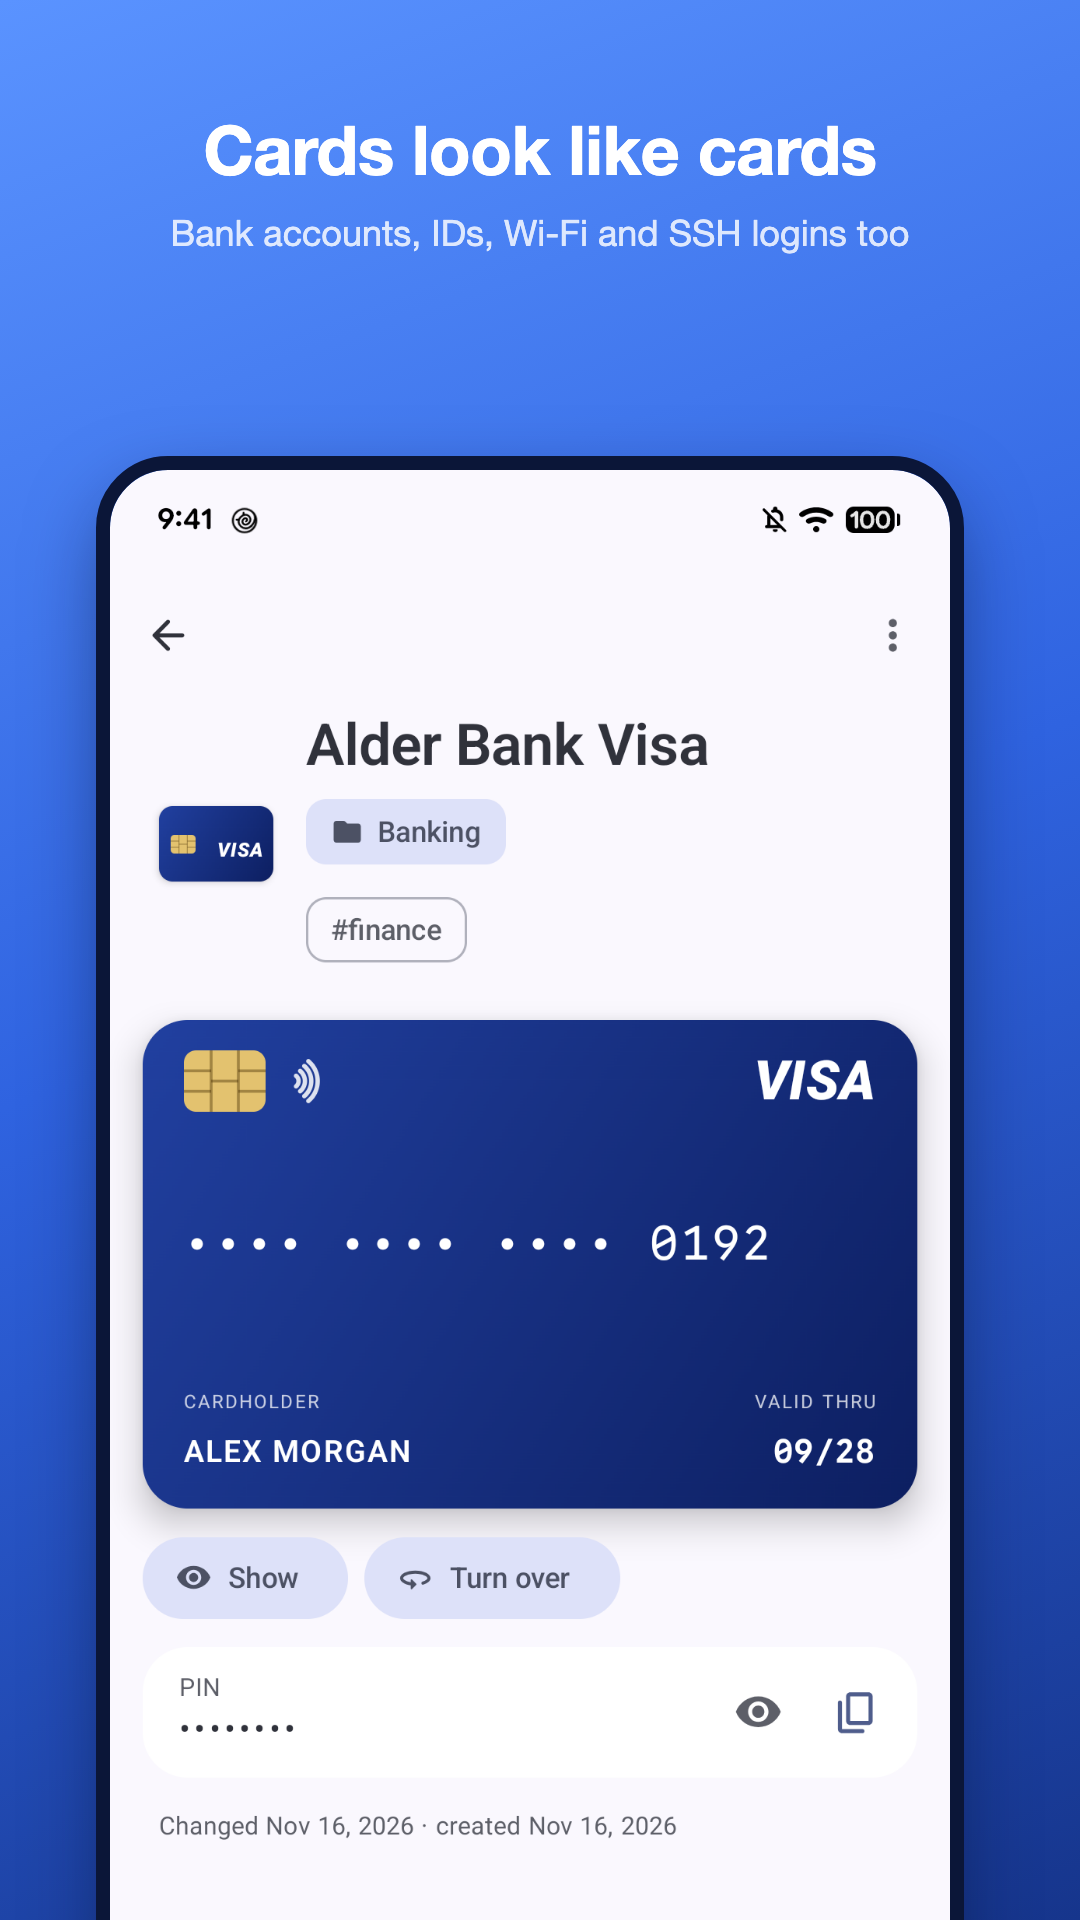 Cards look like cards
Bank accounts, IDs, Wi-Fi and SSH logins too
9:41
100
Alder Bank Visa
VISA
Banking
#finance
VISA
•••• •••• •••• 0192
CARDHOLDER
VALID THRU
ALEX MORGAN
09/28
Show
Turn over
PIN
••••••••
Changed Nov 16, 2026 · created Nov 16, 2026